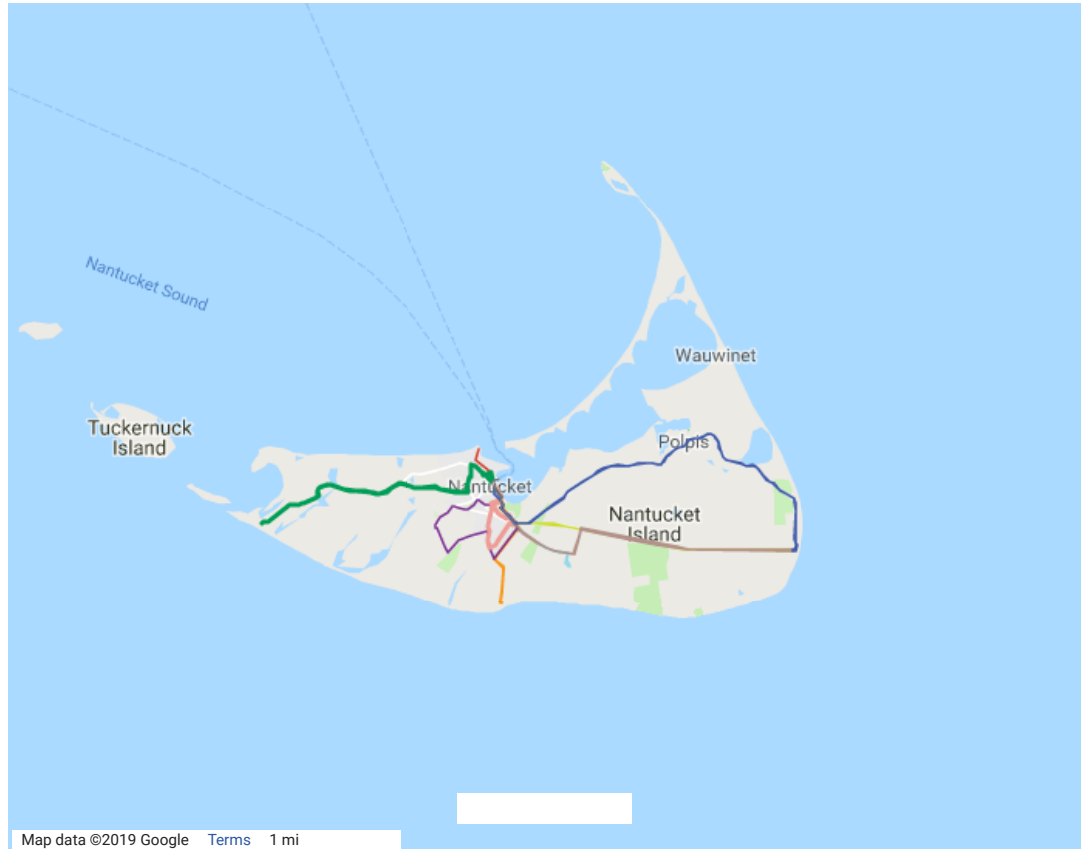 Nantucket Sound
Wauwinet
Tuckernuck
Island
Polpis
Nantucket
Nantucket
Island
Map data ©2019 Google Terms 1 mi